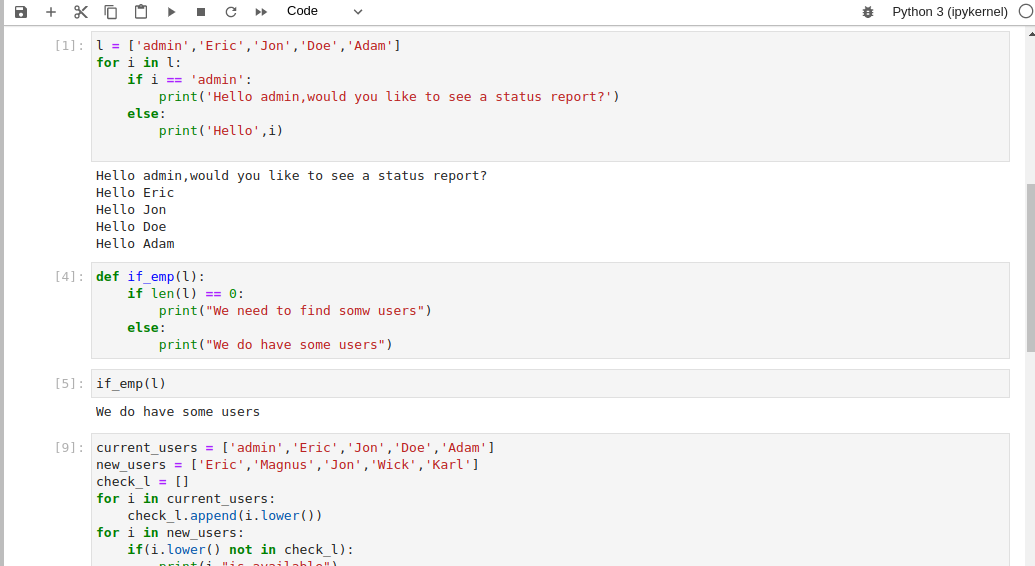 Code
Python 3 (ipykernel)
[1]:
l = ['admin','Eric','Jon','Doe','Adam']
for i in l:
    if i == 'admin':
        print('Hello admin,would you like to see a status report?')
    else:
        print('Hello',i)
Hello admin,would you like to see a status report?
Hello Eric
Hello Jon
Hello Doe
Hello Adam
[4]:
def if_emp(l):
    if len(l) == 0:
        print("We need to find somw users")
    else:
        print("We do have some users")
[5]:
if_emp(l)
We do have some users
[9]:
current_users = ['admin','Eric','Jon','Doe','Adam']
new_users = ['Eric','Magnus','Jon','Wick','Karl']
check_l = []
for i in current_users:
    check_l.append(i.lower())
for i in new_users:
    if(i.lower() not in check_l):
        print(i,"is available")